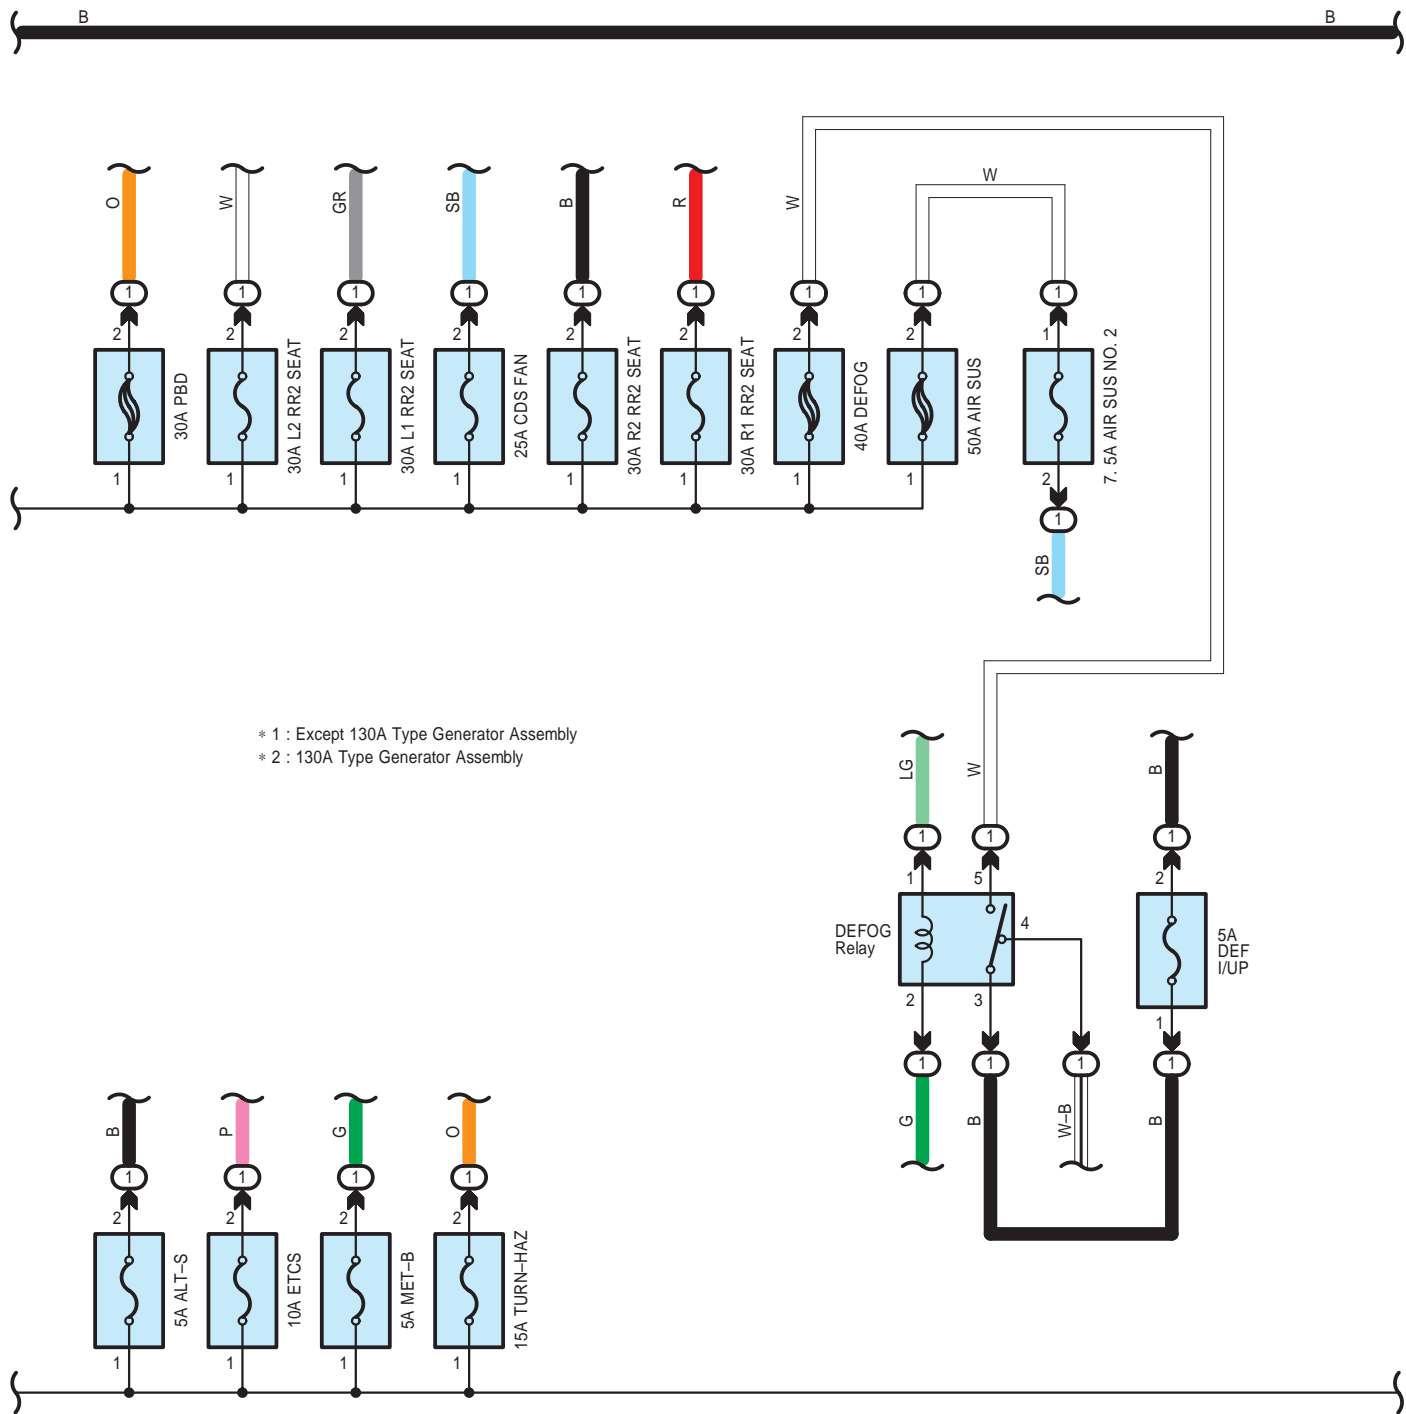 B B
O W GR SB B R W W
1 1 1 1 1 1 1 1 1
2 2 2 2 2 2 2 2 1
30A PBD
30A L2 RR2 SEAT
30A L1 RR2 SEAT
25A CDS FAN
30A R2 RR2 SEAT
30A R1 RR2 SEAT
40A DEFOG
50A AIR SUS
7. 5A AIR SUS NO. 2
1 1 1 1 1 1 1 1 2
1
SB
∗ 1 : Except 130A Type Generator Assembly
∗ 2 : 130A Type Generator Assembly
LG W B
1 1 1
1 5 2
DEFOG
Relay
4
5A
DEF
I/UP
2 3 1
1 1 1 1
G B W–B B
B P G O
1 1 1 1
2 2 2 2
5A ALT–S
10A ETCS
5A MET–B
15A TURN–HAZ
1 1 1 1